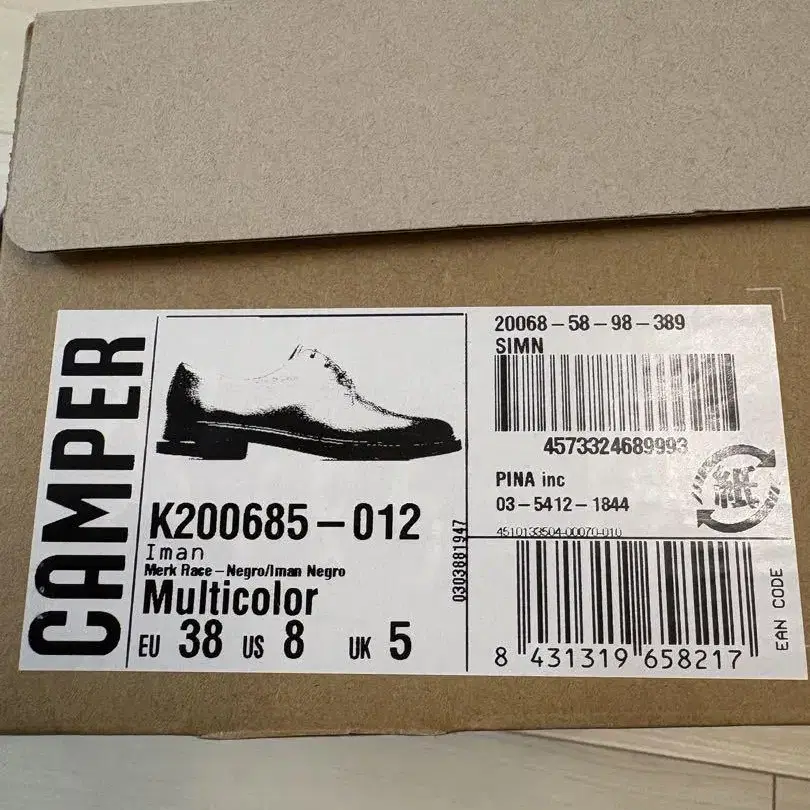 CAMPER
K200685-012
Iman
Merk Race-Negro/Iman Negro
Multicolor
EU 38 US 8 UK 5
0303881947
20068-58-98-389
SIMN
4573324689993
PINA inc
03-5412-1844
紙
4510133504-00070-010
8 431319 658217
EAN CODE